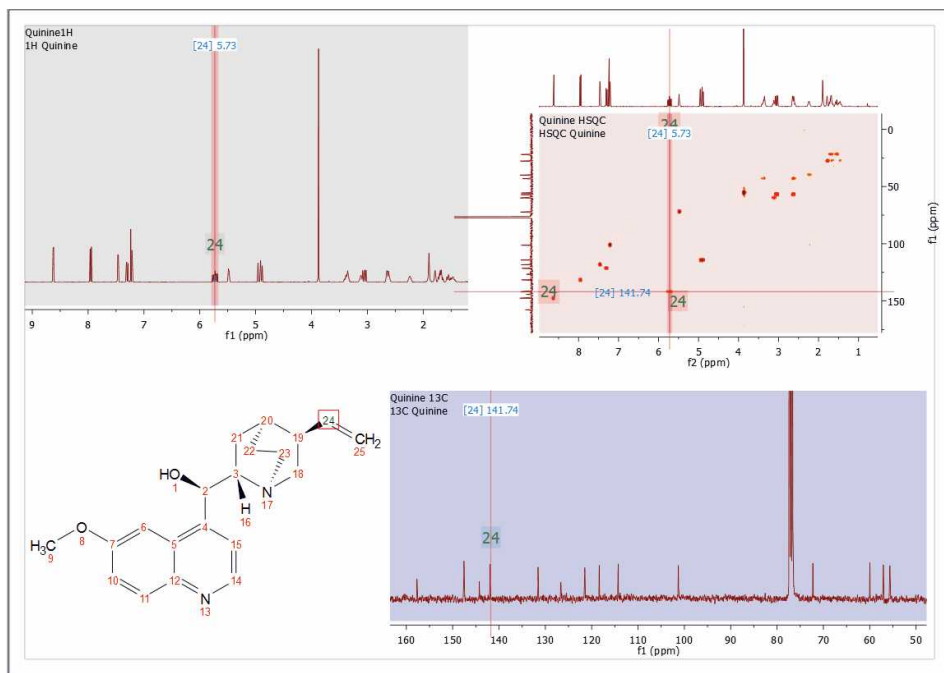 Quinine1H
1H Quinine
[24] 5.73
24
9 8 7 6 5 4 3 2
f1 (ppm)
Quinine HSQC
HSQC Quinine
24
[24] 5.73
24
[24] 141.74
24
0
50
100
150
f1 (ppm)
8 7 6 5 4 3 2 1
f2 (ppm)
Quinine 13C
13C Quinine
[24] 141.74
24
160 150 140 130 120 110 100 90 80 70 60 50
f1 (ppm)
20
24
21
19
CH2
22
23
25
HO
3
18
1
2
N
H
17
16
O
4
8
6
H3C
7
5
15
9
10
12
14
11
N
13